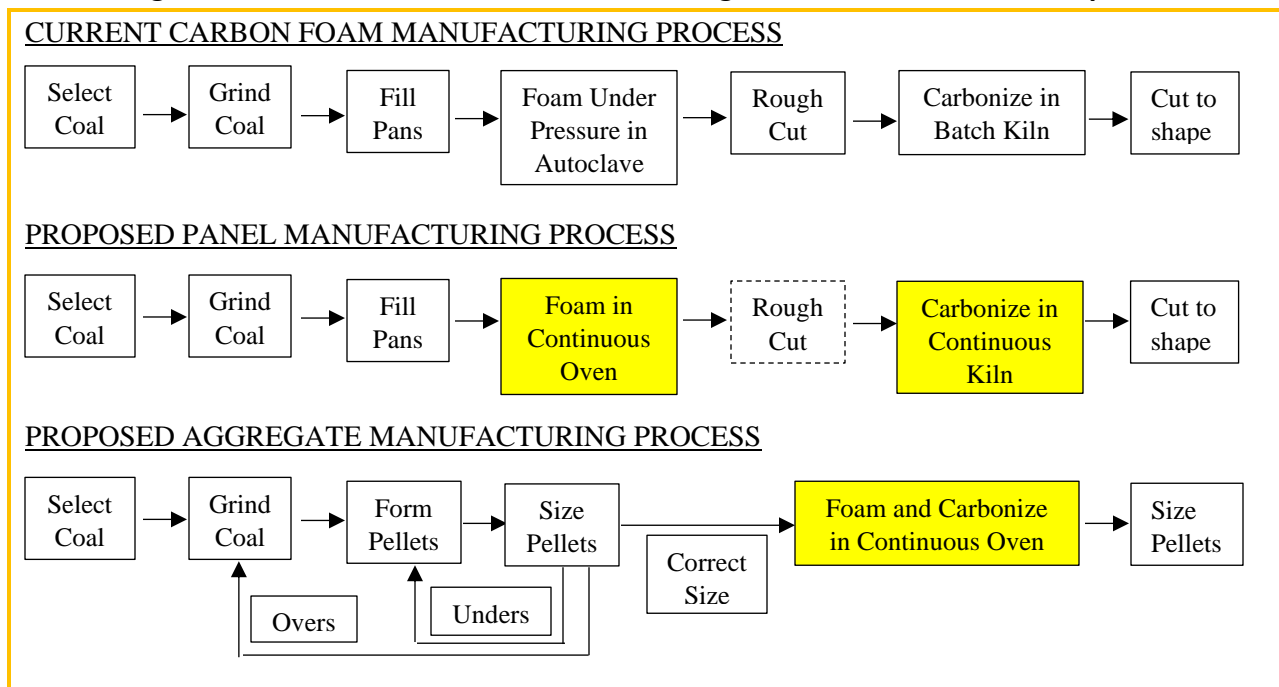 CURRENT CARBON FOAM MANUFACTURING PROCESS
Select
Coal
Grind
Coal
Fill
Pans
Foam Under
Pressure in
Autoclave
Rough
Cut
Carbonize in
Batch Kiln
Cut to
shape
PROPOSED PANEL MANUFACTURING PROCESS
Select
Coal
Grind
Coal
Fill
Pans
Foam in
Continuous
Oven
Rough
Cut
Carbonize in
Continuous
Kiln
Cut to
shape
PROPOSED AGGREGATE MANUFACTURING PROCESS
Select
Coal
Grind
Coal
Form
Pellets
Size
Pellets
Correct
Size
Foam and Carbonize
in Continuous Oven
Size
Pellets
Overs
Unders